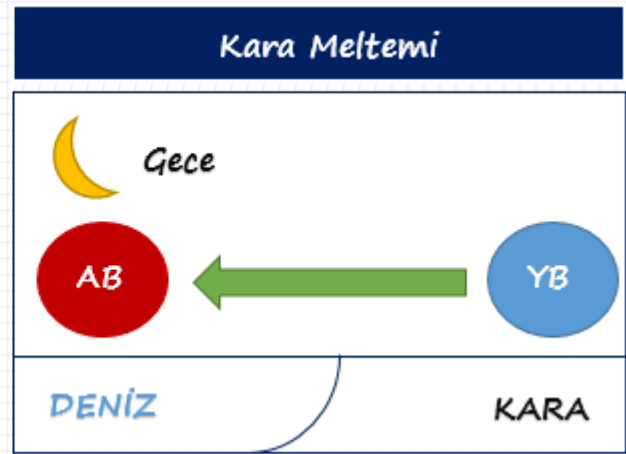 Kara Meltemi
Gece
AB
YB
DENİZ
KARA